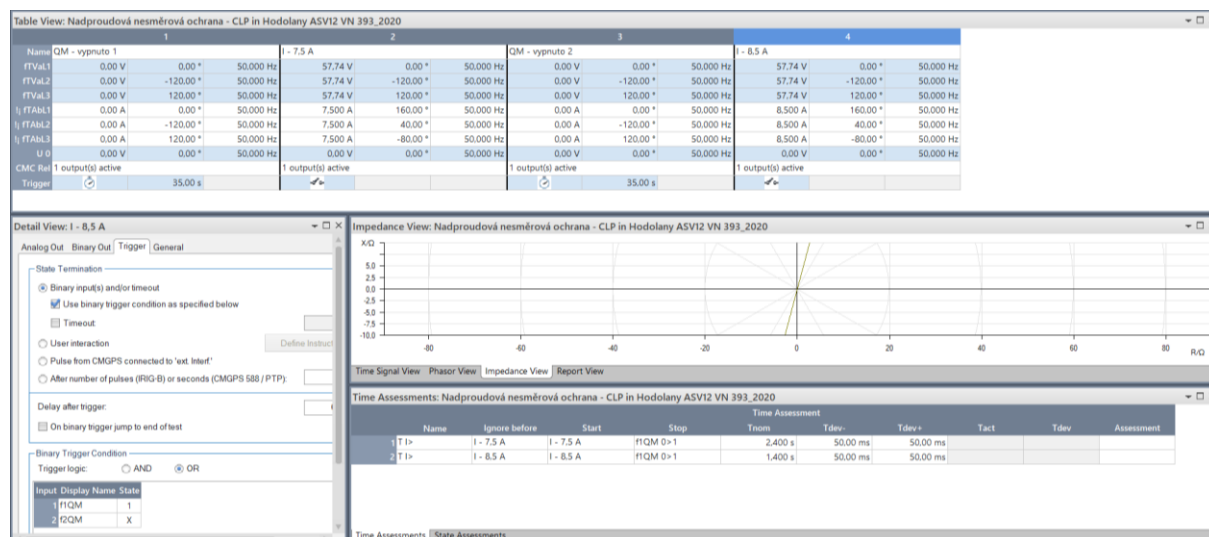 Table View: Nadproudová nesměrová ochrana - CLP in Hodolany ASV12 VN 393_2020
1 2 3 4
Name QM - vypnuto 1 I - 7.5 A QM - vypnuto 2 I - 8,5 A
fTVaL1 0,00 V 0,00 ° 50,000 Hz 57,74 V 0,00 ° 50,000 Hz 0,00 V 0,00 ° 50,000 Hz 57,74 V 0,00 ° 50,000 Hz
fTVaL2 0,00 V -120,00 ° 50,000 Hz 57,74 V -120,00 ° 50,000 Hz 0,00 V -120,00 ° 50,000 Hz 57,74 V -120,00 ° 50,000 Hz
fTVaL3 0,00 V 120,00 ° 50,000 Hz 57,74 V 120,00 ° 50,000 Hz 0,00 V 120,00 ° 50,000 Hz 57,74 V 120,00 ° 50,000 Hz
fTAbL1 0,00 A 0,00 ° 50,000 Hz 7,500 A 160,00 ° 50,000 Hz 0,00 A 0,00 ° 50,000 Hz 8,500 A 160,00 ° 50,000 Hz
fTAbL2 0,00 A -120,00 ° 50,000 Hz 7,500 A 40,00 ° 50,000 Hz 0,00 A -120,00 ° 50,000 Hz 8,500 A 40,00 ° 50,000 Hz
fTAbL3 0,00 A 120,00 ° 50,000 Hz 7,500 A -80,00 ° 50,000 Hz 0,00 A 120,00 ° 50,000 Hz 8,500 A -80,00 ° 50,000 Hz
U 0 0,00 V 0,00 ° 50,000 Hz 0,00 V 0,00 ° 50,000 Hz 0,00 V 0,00 ° 50,000 Hz 0,00 V 0,00 ° 50,000 Hz
CMC Rel 1 output(s) active 1 output(s) active 1 output(s) active 1 output(s) active
Trigger 35,00 s 35,00 s
Detail View: I - 8,5 A
Analog Out Binary Out Trigger General
State Termination
Binary input(s) and/or timeout
Use binary trigger condition as specified below
Timeout:
User interaction Define Instruct
Pulse from CMGPS connected to 'ext. Interf.'
After number of pulses (IRIG-B) or seconds (CMGPS 588 / PTP):
Delay after trigger:
On binary trigger jump to end of test
Binary Trigger Condition
Trigger logic: AND OR
Input Display Name State
1 f1QM 1
2 f2QM X
Impedance View: Nadproudová nesměrová ochrana - CLP in Hodolany ASV12 VN 393_2020
X/Ω
5,0
2,5
0,0
-2,5
-5,0
-7,5
-10,0
-80 -60 -40 -20 0 20 40 60 80
R/Ω
Time Signal View Phasor View Impedance View Report View
Time Assessments: Nadproudová nesměrová ochrana - CLP in Hodolany ASV12 VN 393_2020
Time Assessment
Name Ignore before Start Stop Tnom Tdev- Tdev+ Tact Tdev Assessment
1 T I> I - 7.5 A I - 7.5 A f1QM 0>1 2,400 s 50,00 ms 50,00 ms
2 T I> I - 8.5 A I - 8.5 A f1QM 0>1 1,400 s 50,00 ms 50,00 ms
Time Assessments State Assessments